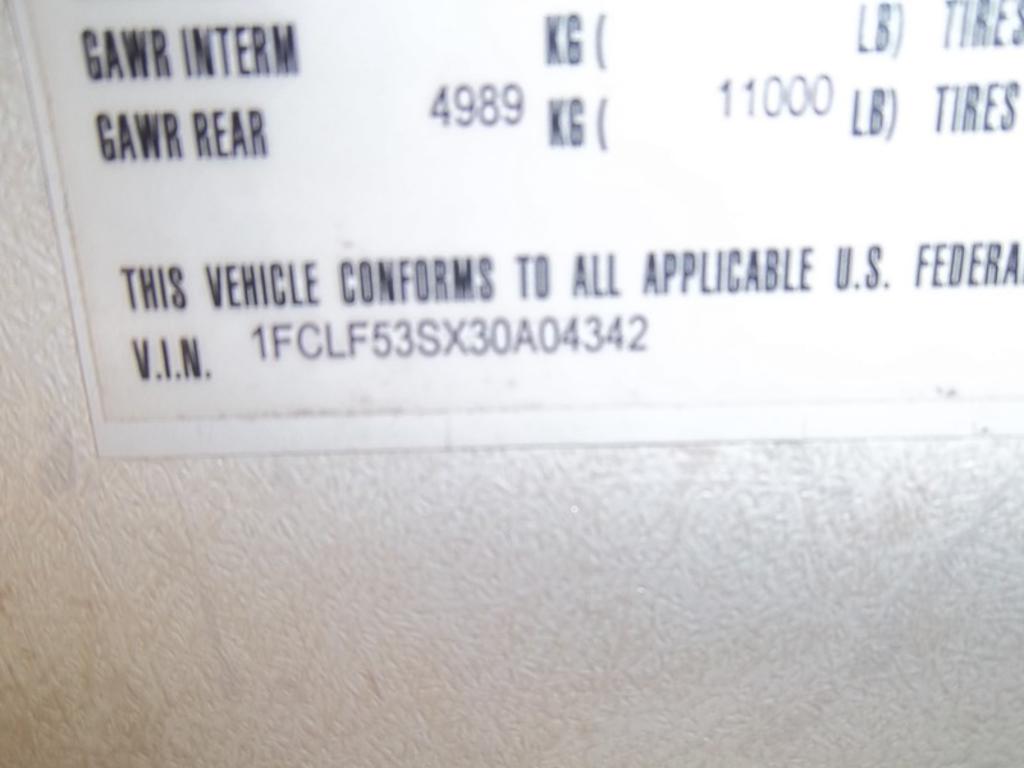 GAWR INTERM KG ( LB) TIRES
GAWR REAR 4989 KG ( 11000 LB) TIRES
THIS VEHICLE CONFORMS TO ALL APPLICABLE U.S. FEDERA
V.I.N. 1FCLF53SX30A04342